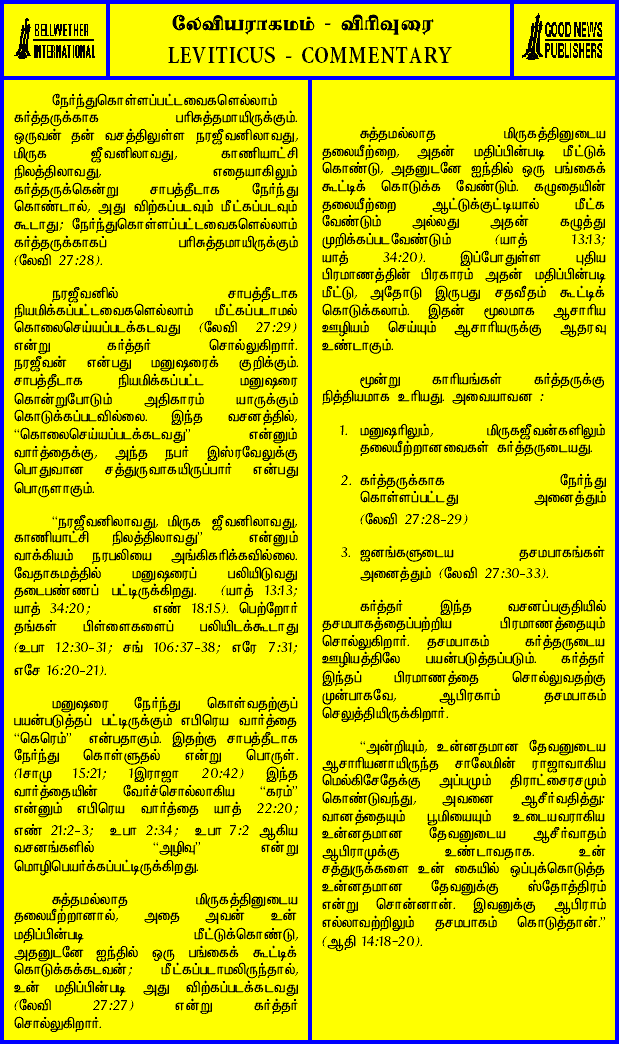 BELLWETHER
INTERNATIONAL
லேவியராகமம் - விரிவுரை
LEVITICUS - COMMENTARY
GOOD NEWS
PUBLISHERS
நேர்ந்துகொள்ளப்பட்டவைகளெல்லாம்
கர்த்தருக்காக பரிசுத்தமாயிருக்கும்.
ஒருவன் தன் வசத்திலுள்ள நரஜீவனிலாவது,
மிருக ஜீவனிலாவது, காணியாட்சி
நிலத்திலாவது, எதையாகிலும்
கர்த்தருக்கென்று சாபத்தீடாக நேர்ந்து
கொண்டால், அது விற்கப்படவும் மீட்கப்படவும்
கூடாது; நேர்ந்துகொள்ளப்பட்டவைகளெல்லாம்
கர்த்தருக்காகப் பரிசுத்தமாயிருக்கும்
(லேவி 27:28).
நரஜீவனில் சாபத்தீடாக
நியமிக்கப்பட்டவைகளெல்லாம் மீட்கப்படாமல்
கொலைசெய்யப்படக்கடவது (லேவி 27:29)
என்று கர்த்தர் சொல்லுகிறார்.
நரஜீவன் என்பது மனுஷரைக் குறிக்கும்.
சாபத்தீடாக நியமிக்கப்பட்ட மனுஷரை
கொன்றுபோடும் அதிகாரம் யாருக்கும்
கொடுக்கப்படவில்லை. இந்த வசனத்தில்,
“கொலைசெய்யப்படக்கடவது” என்னும்
வார்த்தைக்கு, அந்த நபர் இஸ்ரவேலுக்கு
பொதுவான சத்துருவாகயிருப்பார் என்பது
பொருளாகும்.
“நரஜீவனிலாவது, மிருக ஜீவனிலாவது,
காணியாட்சி நிலத்திலாவது” என்னும்
வாக்கியம் நரபலியை அங்கிகரிக்கவில்லை.
வேதாகமத்தில் மனுஷரைப் பலியிடுவது
தடைபண்ணப் பட்டிருக்கிறது. (யாத் 13:13;
யாத் 34:20; எண் 18:15). பெற்றோர்
தங்கள் பிள்ளைகளைப் பலியிடக்கூடாது
(உபா 12:30-31; சங் 106:37-38; எரே 7:31;
எசே 16:20-21).
மனுஷரை நேர்ந்து கொள்வதற்குப்
பயன்படுத்தப் பட்டிருக்கும் எபிரெய வார்த்தை
“கெரெம்” என்பதாகும். இதற்கு சாபத்தீடாக
நேர்ந்து கொள்ளுதல் என்று பொருள்.
(1சாமு 15:21; 1இராஜா 20:42) இந்த
வார்த்தையின் வேர்ச்சொல்லாகிய “கரம்”
என்னும் எபிரெய வார்த்தை யாத் 22:20;
எண் 21:2-3; உபா 2:34; உபா 7:2 ஆகிய
வசனங்களில் “அழிவு” என்று
மொழிபெயர்க்கப்பட்டிருக்கிறது.
சுத்தமல்லாத மிருகத்தினுடைய
தலையீற்றானால், அதை அவன் உன்
மதிப்பின்படி மீட்டுக்கொண்டு,
அதனுடனே ஐந்தில் ஒரு பங்கைக் கூட்டிக்
கொடுக்கக்கடவன்; மீட்கப்படாமலிருந்தால்,
உன் மதிப்பின்படி அது விற்கப்படக்கடவது
(லேவி 27:27) என்று கர்த்தர்
சொல்லுகிறார்.
சுத்தமல்லாத மிருகத்தினுடைய
தலையீற்றை, அதன் மதிப்பின்படி மீட்டுக்
கொண்டு, அதனுடனே ஐந்தில் ஒரு பங்கைக்
கூட்டிக் கொடுக்க வேண்டும். கழுதையின்
தலையீற்றை ஆட்டுக்குட்டியால் மீட்க
வேண்டும் அல்லது அதன் கழுத்து
முறிக்கப்படவேண்டும் (யாத் 13:13;
யாத் 34:20). இப்போதுள்ள புதிய
பிரமாணத்தின் பிரகாரம் அதன் மதிப்பின்படி
மீட்டு, அதோடு இருபது சதவீதம் கூட்டிக்
கொடுக்கலாம். இதன் மூலமாக ஆசாரிய
ஊழியம் செய்யும் ஆசாரியருக்கு ஆதரவு
உண்டாகும்.
மூன்று காரியங்கள் கர்த்தருக்கு
நித்தியமாக உரியது. அவையாவன :
1. மனுஷரிலும், மிருகஜீவன்களிலும்
தலையீற்றானவைகள் கர்த்தருடையது.
2. கர்த்தருக்காக நேர்ந்து
கொள்ளப்பட்டது அனைத்தும்
(லேவி 27:28-29)
3. ஜனங்களுடைய தசமபாகங்கள்
அனைத்தும் (லேவி 27:30-33).
கர்த்தர் இந்த வசனப்பகுதியில்
தசமபாகத்தைப்பற்றிய பிரமாணத்தையும்
சொல்லுகிறார். தசமபாகம் கர்த்தருடைய
ஊழியத்திலே பயன்படுத்தப்படும். கர்த்தர்
இந்தப் பிரமாணத்தை சொல்லுவதற்கு
முன்பாகவே, ஆபிரகாம் தசமபாகம்
செலுத்தியிருக்கிறார்.
“அன்றியும், உன்னதமான தேவனுடைய
ஆசாரியனாயிருந்த சாலேமின் ராஜாவாகிய
மெல்கிசேதேக்கு அப்பமும் திராட்சைரசமும்
கொண்டுவந்து, அவனை ஆசீர்வதித்து:
வானத்தையும் பூமியையும் உடையவராகிய
உன்னதமான தேவனுடைய ஆசீர்வாதம்
ஆபிராமுக்கு உண்டாவதாக. உன்
சத்துருக்களை உன் கையில் ஒப்புக்கொடுத்த
உன்னதமான தேவனுக்கு ஸ்தோத்திரம்
என்று சொன்னான். இவனுக்கு ஆபிராம்
எல்லாவற்றிலும் தசமபாகம் கொடுத்தான்.”
(ஆதி 14:18-20).